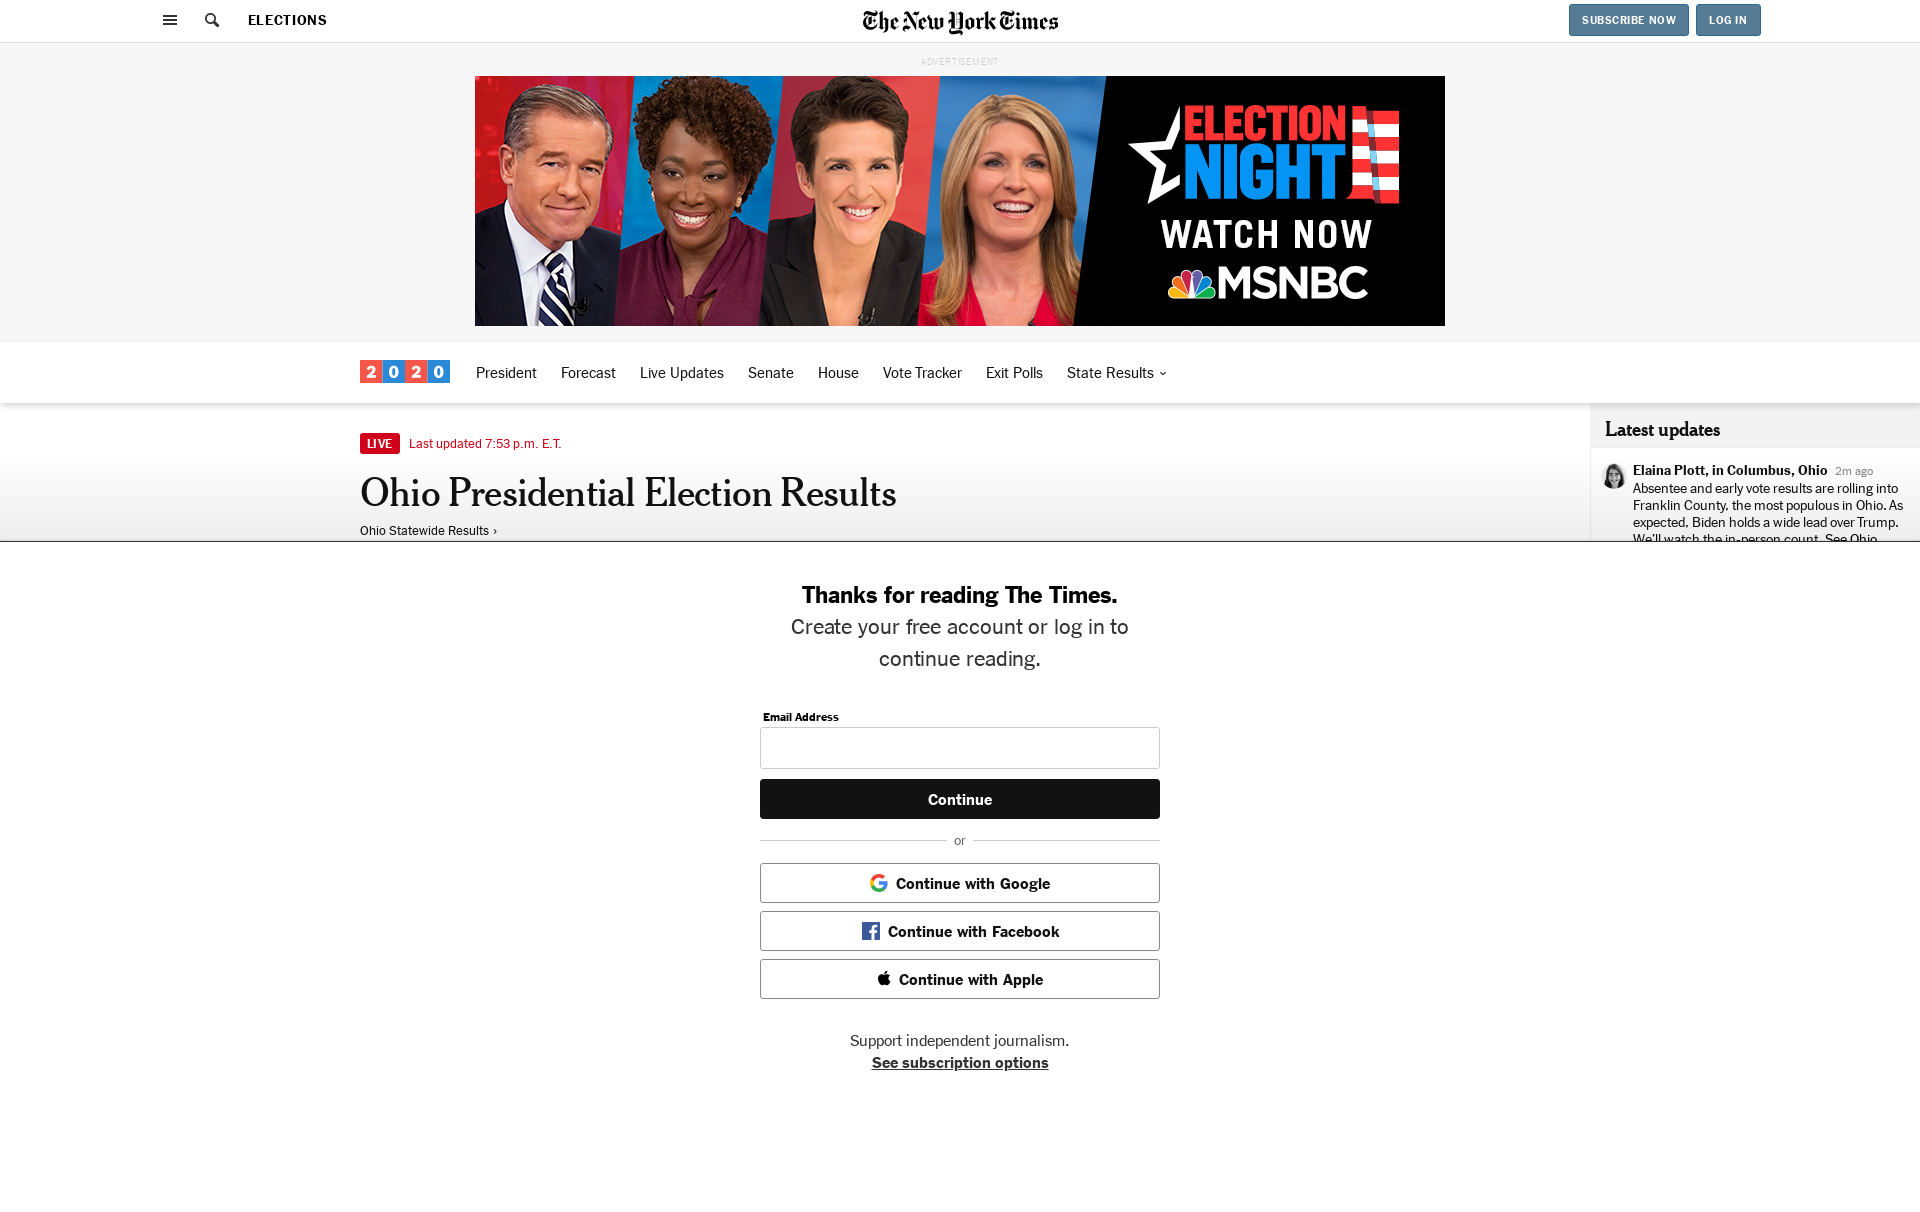 ELECTIONS
The New York Times
SUBSCRIBE NOW
LOG IN
ADVERTISEMENT
ELECTION
NIGHT
WATCH NOW
MSNBC
2020
President
Forecast
Live Updates
Senate
House
Vote Tracker
Exit Polls
State Results
LIVE
Last updated 7:53 p.m. E.T.
Ohio Presidential Election Results
Ohio Statewide Results ›
Latest updates
Elaina Plott, in Columbus, Ohio 2m ago
Absentee and early vote results are rolling into
Franklin County, the most populous in Ohio. As
expected, Biden holds a wide lead over Trump.
We'll watch the in-person count. See Ohio
Thanks for reading The Times.
Create your free account or log in to
continue reading.
Email Address
Continue
or
Continue with Google
Continue with Facebook
Continue with Apple
Support independent journalism.
See subscription options